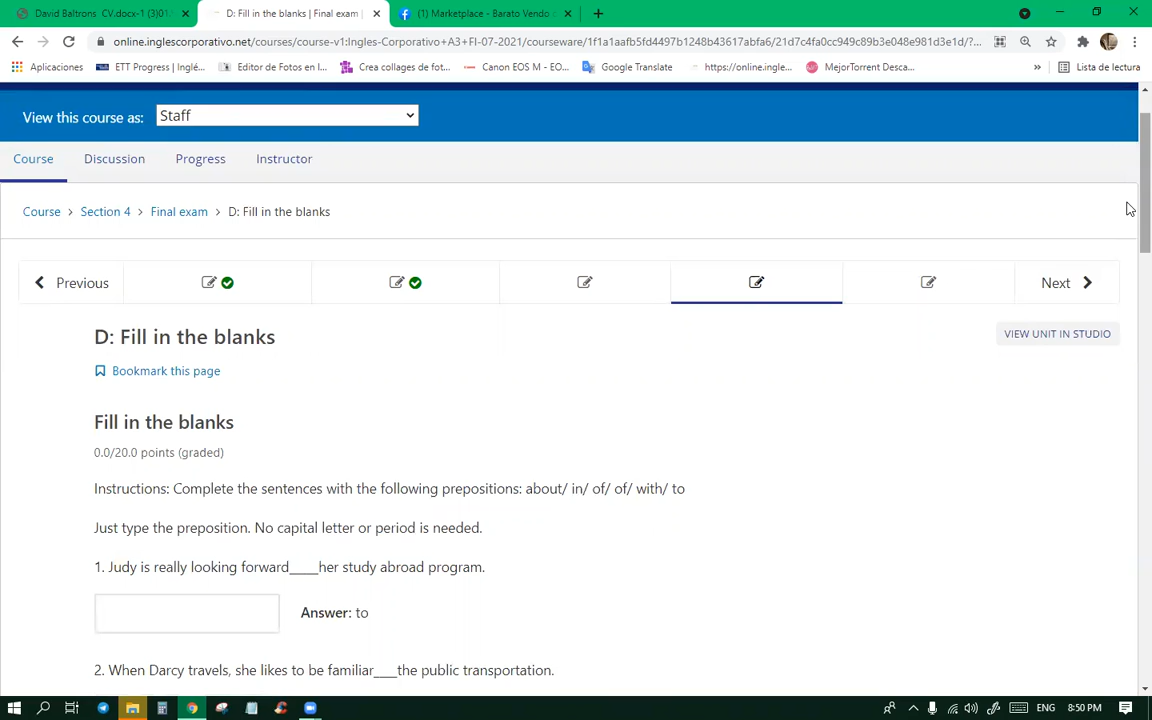 David Baltrons CV.docx-1 (3)01
D: Fill in the blanks | Final exam |
(1) Marketplace - Barato Vendo
online.inglescorporativo.net/courses/course-v1:Ingles-Corporativo+A3+FI-07-2021/courseware/1f1a1aafb5fd4497b1248b43617abfa6/21d7c4fa0cc949c89b3e048e981d3e1d/?...
Aplicaciones
ETT Progress | Inglé...
Editor de Fotos en l...
Crea collages de fot...
Canon EOS M - EO...
Google Translate
https://online.ingle...
MejorTorrent Desca...
»
Lista de lectura
View this course as: Staff
Course Discussion Progress Instructor
Course > Section 4 > Final exam > D: Fill in the blanks
Previous
Next
D: Fill in the blanks
VIEW UNIT IN STUDIO
Bookmark this page
Fill in the blanks
0.0/20.0 points (graded)
Instructions: Complete the sentences with the following prepositions: about/ in/ of/ of/ with/ to
Just type the preposition. No capital letter or period is needed.
1. Judy is really looking forward____her study abroad program.
Answer: to
2. When Darcy travels, she likes to be familiar___the public transportation.
ENG 8:50 PM